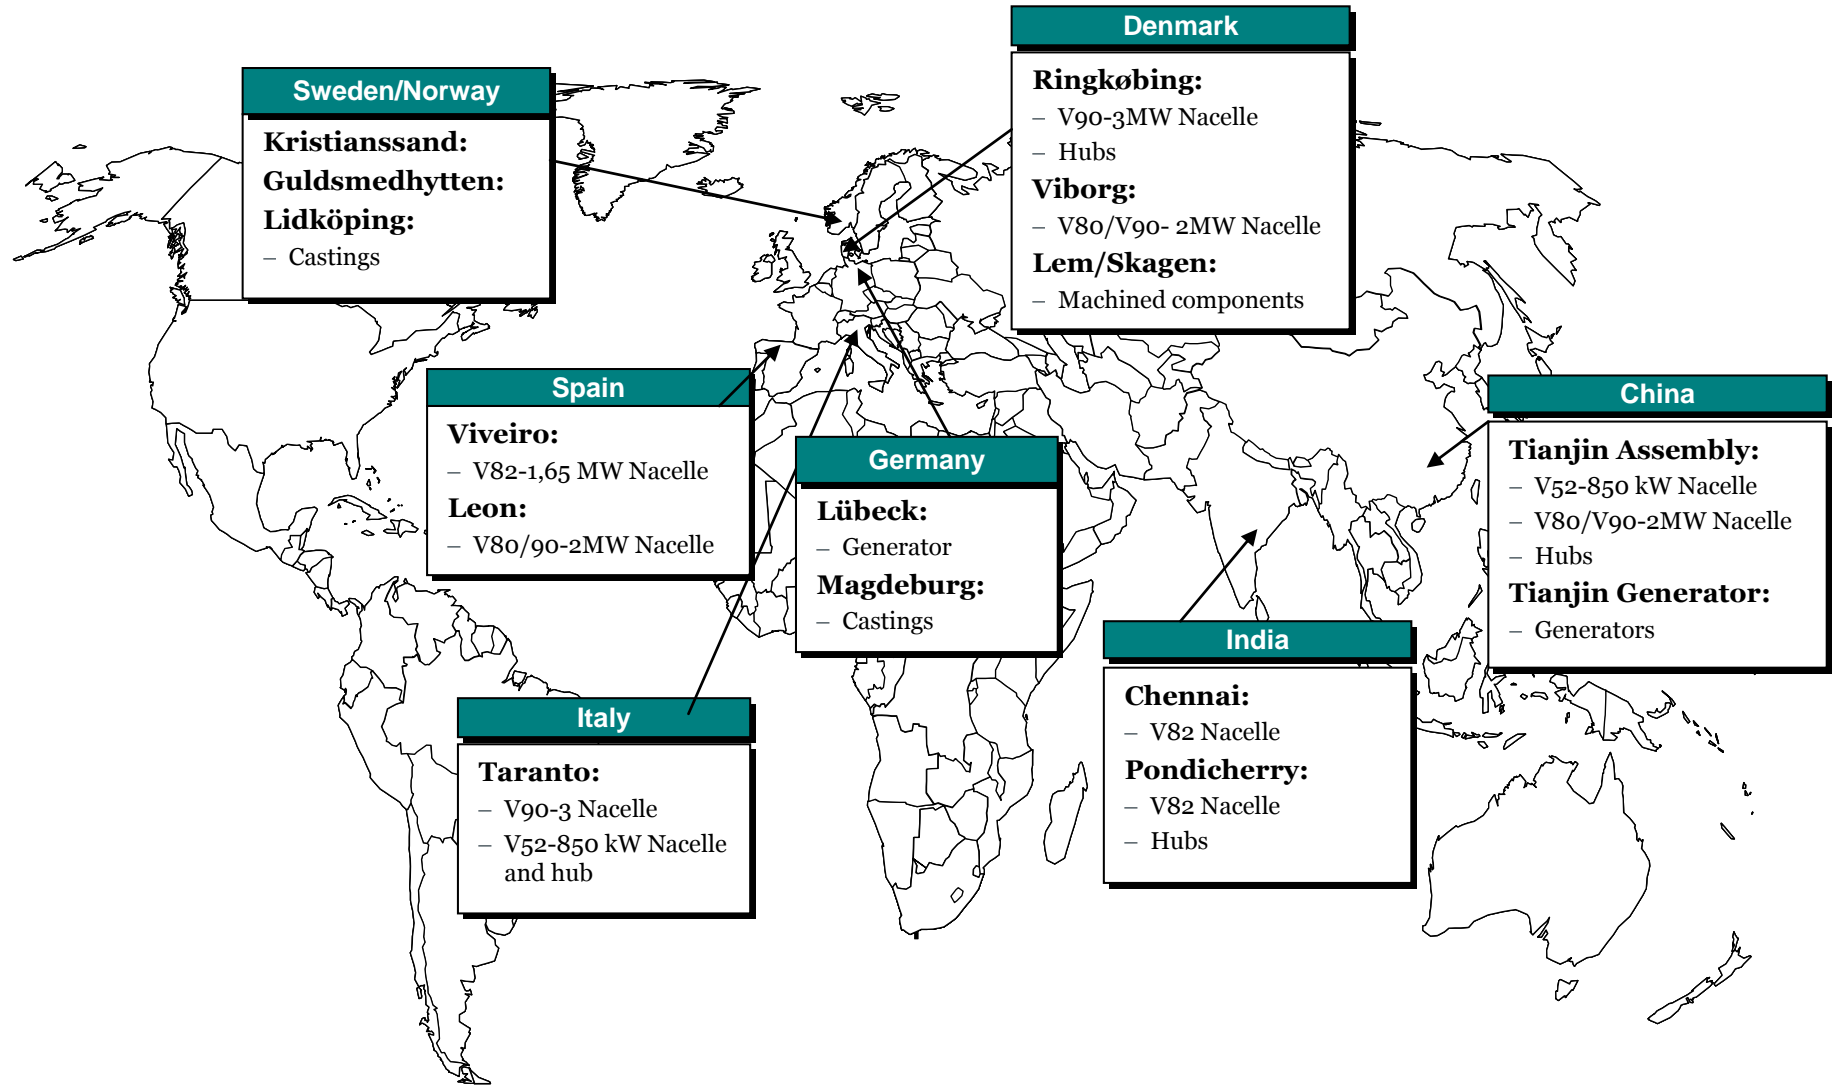 Denmark
Ringkøbing:
– V90-3MW Nacelle
– Hubs
Viborg:
– V80/V90- 2MW Nacelle
Lem/Skagen:
– Machined components
Sweden/Norway
Kristianssand:
Guldsmedhytten:
Lidköping:
– Castings
Spain
Viveiro:
– V82-1,65 MW Nacelle
Leon:
– V80/90-2MW Nacelle
Germany
Lübeck:
– Generator
Magdeburg:
– Castings
China
Tianjin Assembly:
– V52-850 kW Nacelle
– V80/V90-2MW Nacelle
– Hubs
Tianjin Generator:
– Generators
India
Chennai:
– V82 Nacelle
Pondicherry:
– V82 Nacelle
– Hubs
Italy
Taranto:
– V90-3 Nacelle
– V52-850 kW Nacelle
and hub